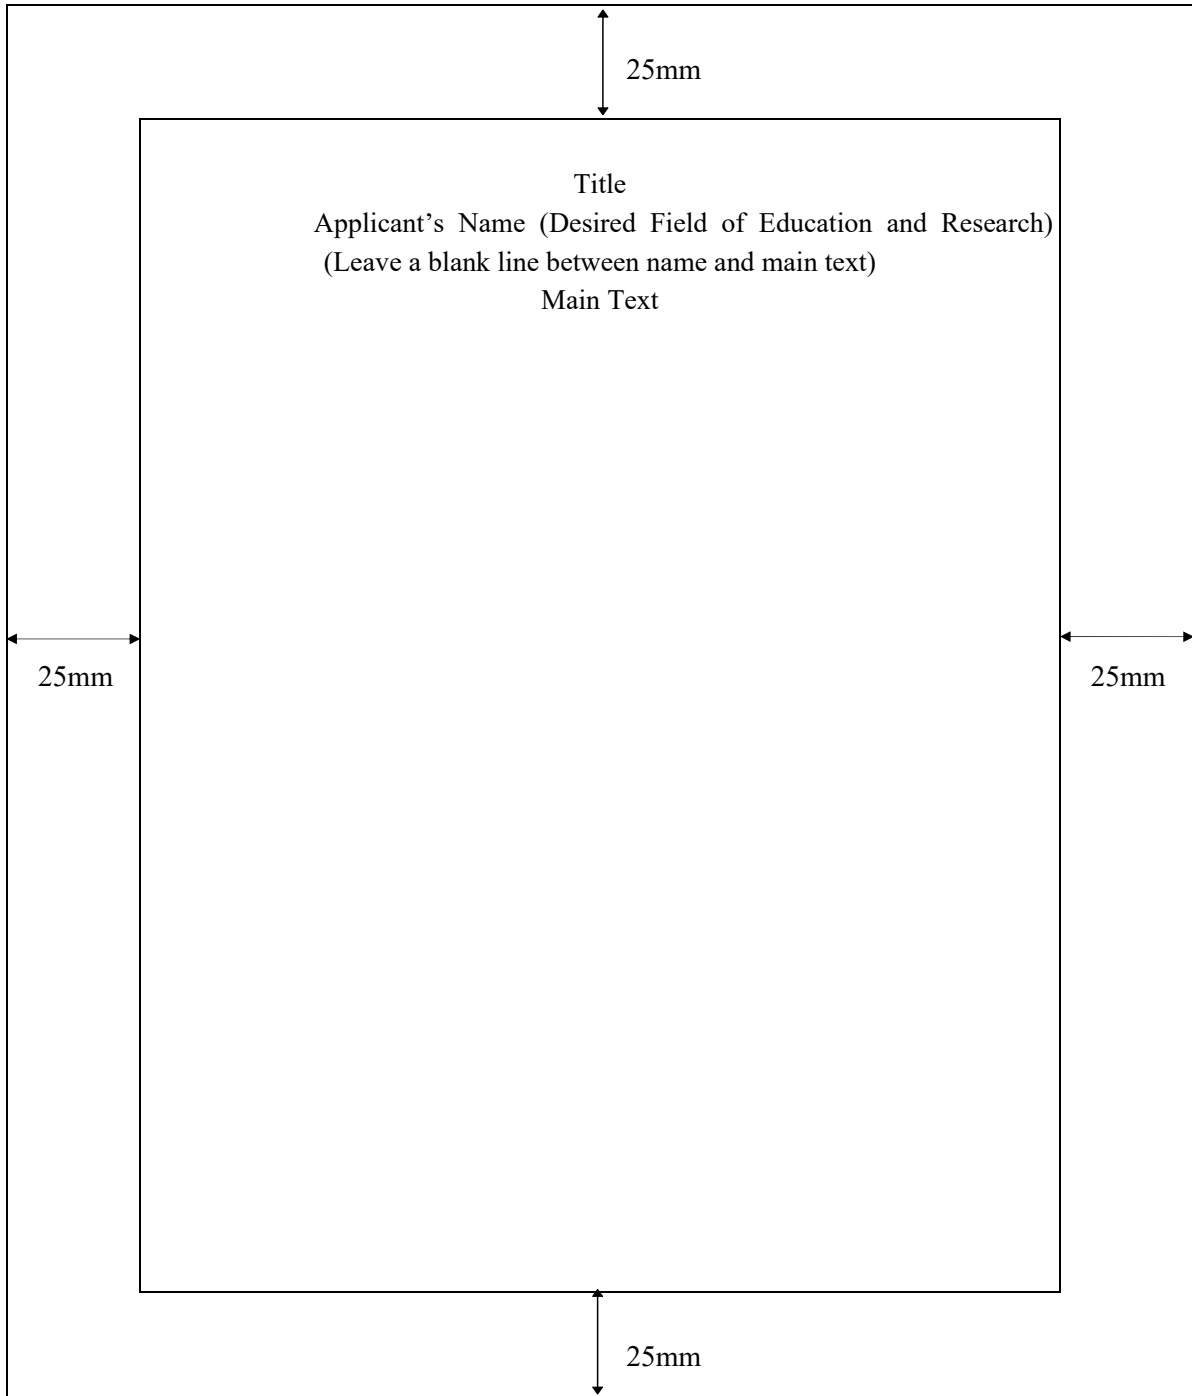 25mm
Title
Applicant’s Name (Desired Field of Education and Research)
(Leave a blank line between name and main text)
Main Text
25mm
25mm
25mm